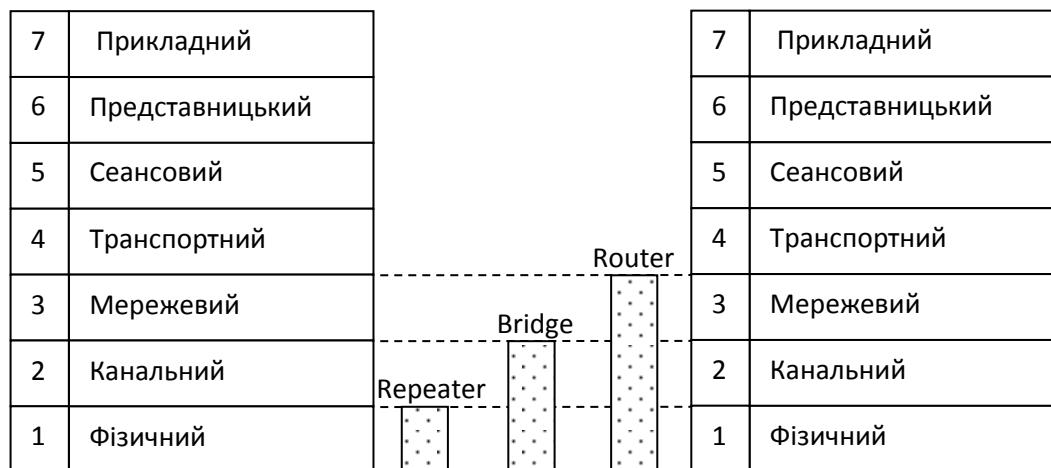 7 Прикладний
6 Представницький
5 Сеансовий
4 Транспортний
3 Мережевий
2 Канальний
1 Фізичний
Router
Bridge
Repeater
7 Прикладний
6 Представницький
5 Сеансовий
4 Транспортний
3 Мережевий
2 Канальний
1 Фізичний